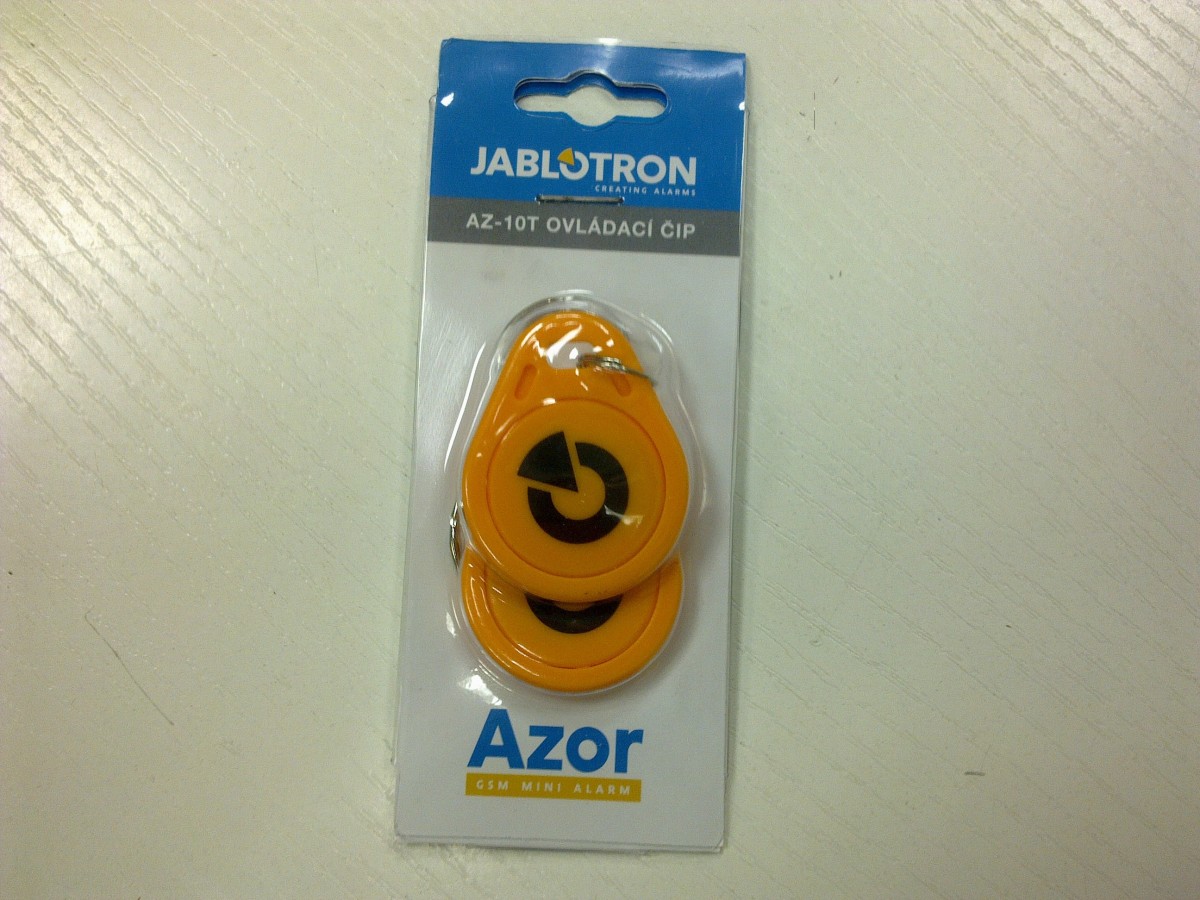 JABLOTRON
CREATING ALARMS
AZ-10T OVLÁDACÍ ČIP
Azor
GSM MINI ALARM